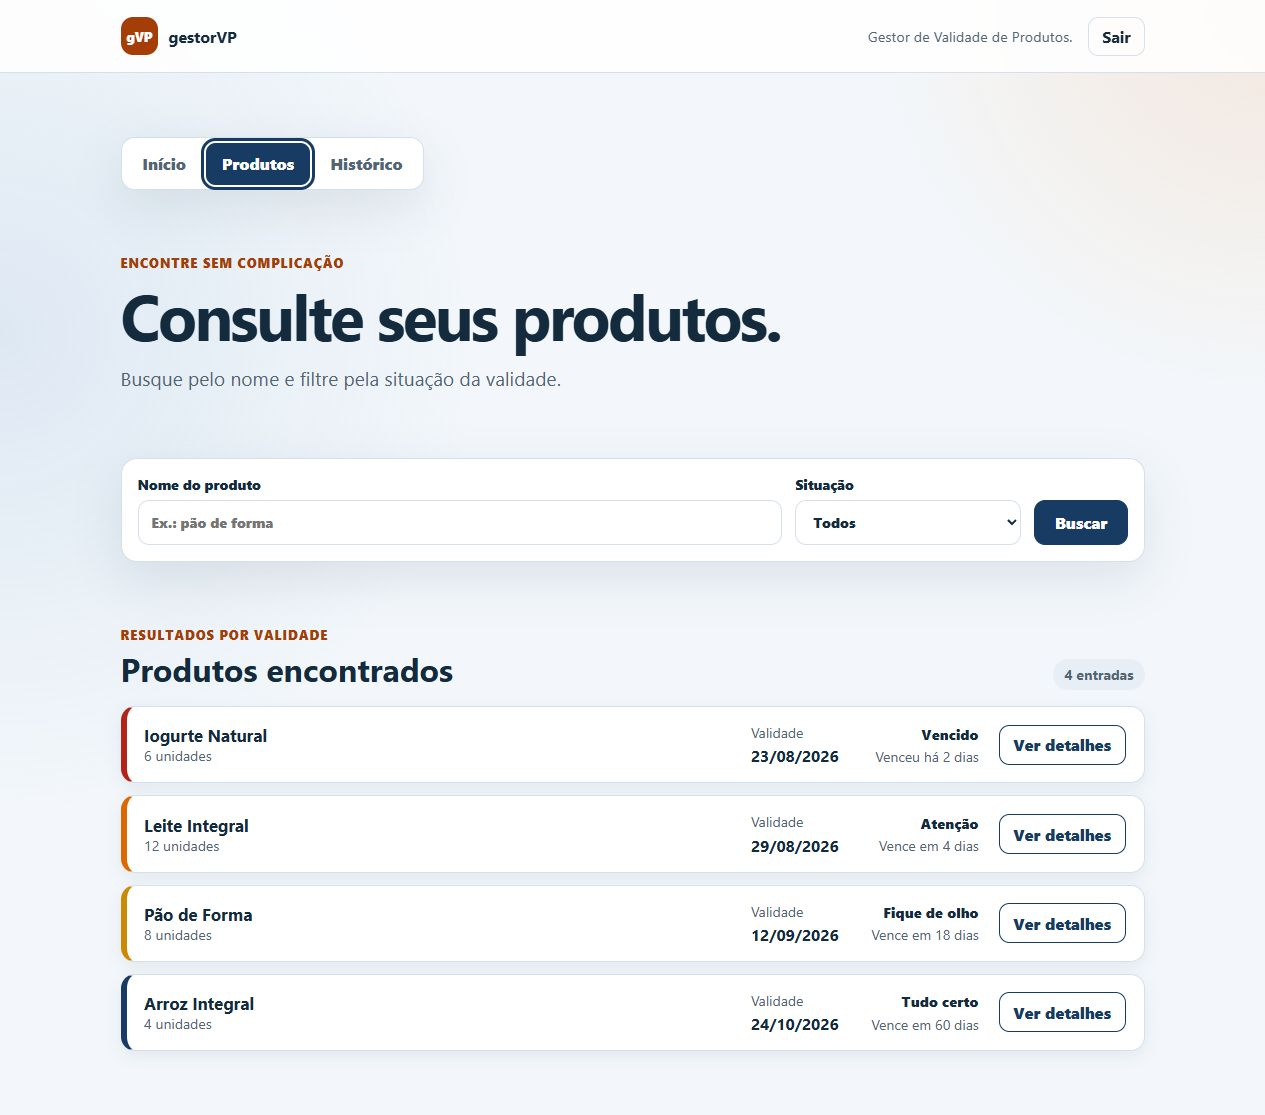 gVP gestorVP
Gestor de Validade de Produtos. Sair
Início Produtos Histórico
ENCONTRE SEM COMPLICAÇÃO
Consulte seus produtos.
Busque pelo nome e filtre pela situação da validade.
Nome do produto Situação
Ex.: pão de forma Todos Buscar
RESULTADOS POR VALIDADE
Produtos encontrados
4 entradas
Iogurte Natural
6 unidades
Validade
23/08/2026
Vencido
Venceu há 2 dias
Ver detalhes
Leite Integral
12 unidades
Validade
29/08/2026
Atenção
Vence em 4 dias
Ver detalhes
Pão de Forma
8 unidades
Validade
12/09/2026
Fique de olho
Vence em 18 dias
Ver detalhes
Arroz Integral
4 unidades
Validade
24/10/2026
Tudo certo
Vence em 60 dias
Ver detalhes